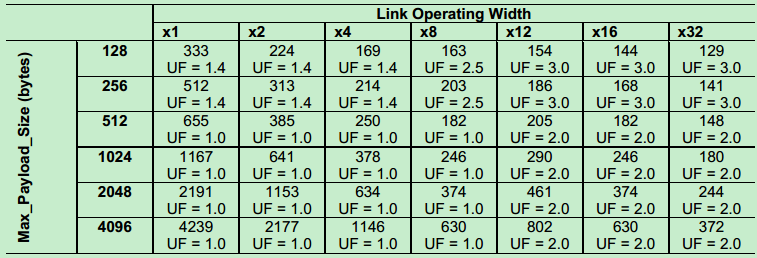 Link Operating Width
x1 x2 x4 x8 x12 x16 x32
Max_Payload_Size (bytes)
128 333 224 169 163 154 144 129
UF = 1.4 UF = 1.4 UF = 1.4 UF = 2.5 UF = 3.0 UF = 3.0 UF = 3.0
256 512 313 214 203 186 168 141
UF = 1.4 UF = 1.4 UF = 1.4 UF = 2.5 UF = 3.0 UF = 3.0 UF = 3.0
512 655 385 250 182 205 182 148
UF = 1.0 UF = 1.0 UF = 1.0 UF = 1.0 UF = 2.0 UF = 2.0 UF = 2.0
1024 1167 641 378 246 290 246 180
UF = 1.0 UF = 1.0 UF = 1.0 UF = 1.0 UF = 2.0 UF = 2.0 UF = 2.0
2048 2191 1153 634 374 461 374 244
UF = 1.0 UF = 1.0 UF = 1.0 UF = 1.0 UF = 2.0 UF = 2.0 UF = 2.0
4096 4239 2177 1146 630 802 630 372
UF = 1.0 UF = 1.0 UF = 1.0 UF = 1.0 UF = 2.0 UF = 2.0 UF = 2.0